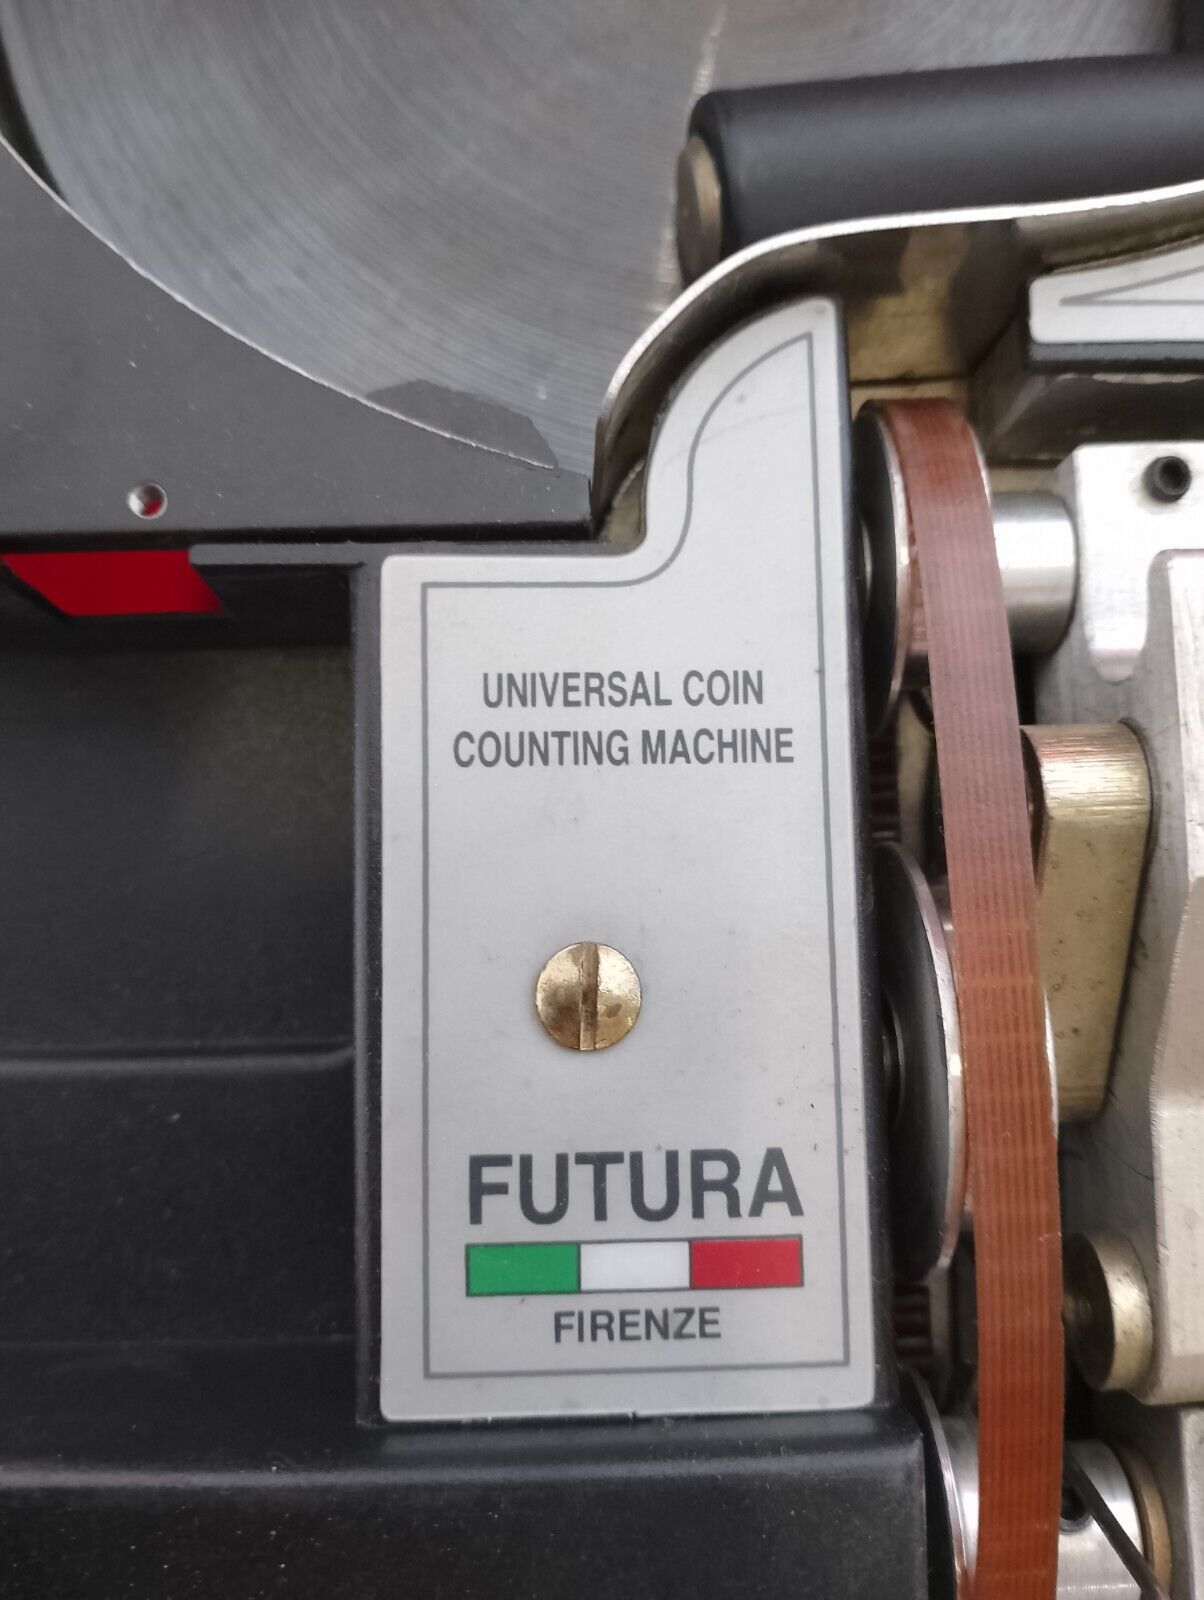 UNIVERSAL COIN
COUNTING MACHINE
FUTURA
FIRENZE